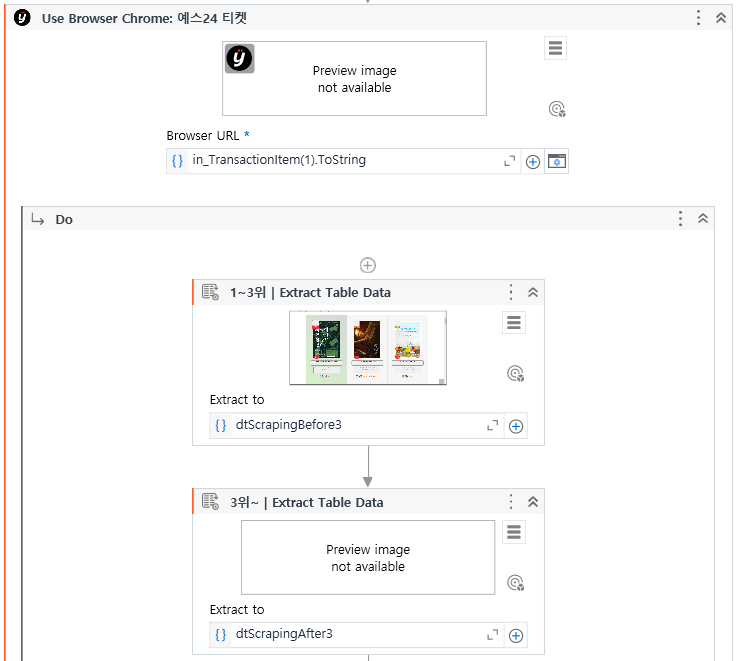 Use Browser Chrome: 예스24 티켓
Preview image
not available
Browser URL *
in_TransactionItem(1).ToString
Do
1~3위 | Extract Table Data
Extract to
dtScrapingBefore3
3위~ | Extract Table Data
Preview image
not available
Extract to
dtScrapingAfter3